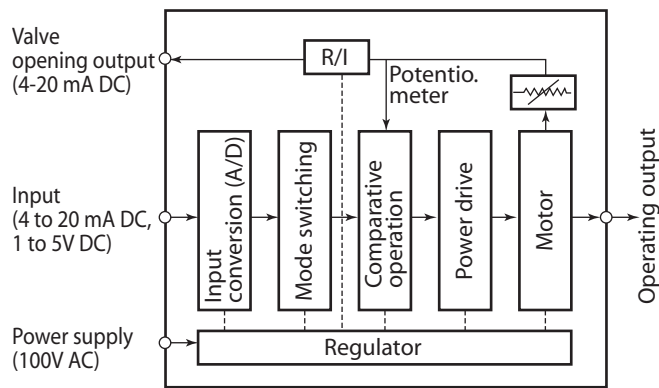 Valve
opening output
(4-20 mA DC)
R/I
Potentio.
meter
Input
(4 to 20 mA DC,
1 to 5V DC)
Input
conversion (A/D)
Mode switching
Comparative
operation
Power drive
Motor
Operating output
Power supply
(100V AC)
Regulator